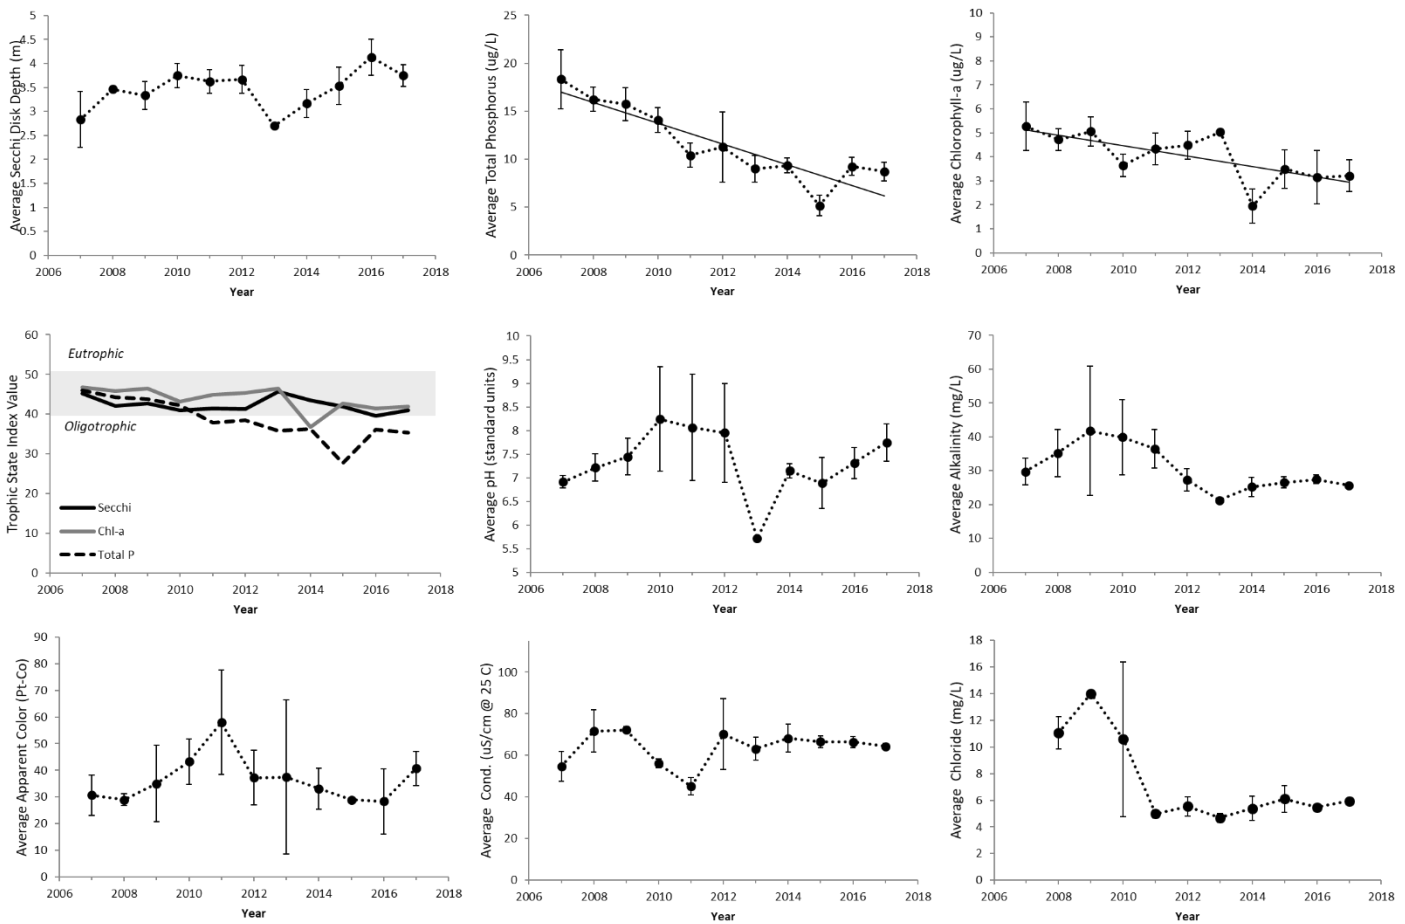 Average Secchi Disk Depth (m)
5
4.5
4
3.5
3
2.5
2
1.5
1
0.5
0
2006 2008 2010 2012 2014 2016 2018
Year
Average Total Phosphorus (ug/L)
25
20
15
10
5
0
2006 2008 2010 2012 2014 2016 2018
Year
Average Chlorophyll-a (ug/L)
10
9
8
7
6
5
4
3
2
1
0
2006 2008 2010 2012 2014 2016 2018
Year
Trophic State Index Value
60
50
40
30
20
10
0
Eutrophic
Oligotrophic
Secchi
Chl-a
Total P
2006 2008 2010 2012 2014 2016 2018
Year
Average pH (standard units)
10
9.5
9
8.5
8
7.5
7
6.5
6
5.5
5
2006 2008 2010 2012 2014 2016 2018
Year
Average Alkalinity (mg/L)
70
60
50
40
30
20
10
0
2006 2008 2010 2012 2014 2016 2018
Year
Average Apparent Color (Pt-Co)
90
80
70
60
50
40
30
20
10
0
2006 2008 2010 2012 2014 2016 2018
Year
Average Cond. (uS/cm @ 25 C)
100
80
60
40
20
0
2006 2008 2010 2012 2014 2016 2018
Year
Average Chloride (mg/L)
18
16
14
12
10
8
6
4
2
0
2006 2008 2010 2012 2014 2016 2018
Year